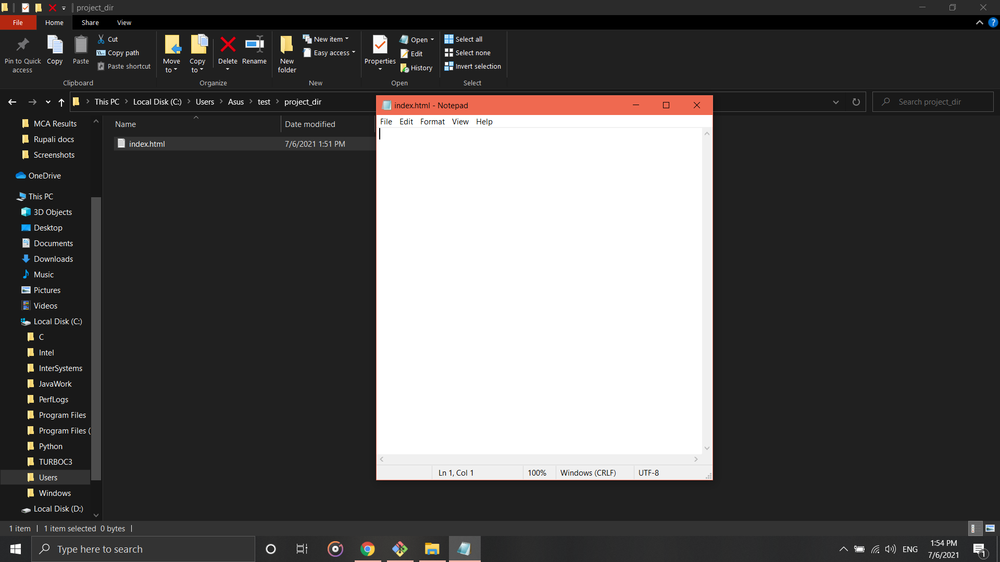 project_dir
File Home Share View
Pin to Quick access
Copy
Paste
Cut
Copy path
Paste shortcut
Clipboard
Move to
Copy to
Delete
Rename
Organize
New folder
New item
Easy access
New
Properties
Open
Edit
History
Open
Select all
Select none
Invert selection
Select
This PC > Local Disk (C:) > Users > Asus > test > project_dir
Search project_dir
index.html - Notepad
File Edit Format View Help
Name Date modified
index.html 7/6/2021 1:51 PM
MCA Results
Rupali docs
Screenshots
OneDrive
This PC
3D Objects
Desktop
Documents
Downloads
Music
Pictures
Videos
Local Disk (C:)
C
Intel
InterSystems
JavaWork
PerfLogs
Program Files
Program Files (
Python
TURBOC3
Users
Windows
Local Disk (D:)
Ln 1, Col 1 100% Windows (CRLF) UTF-8
1 item 1 item selected 0 bytes
Type here to search
ENG
1:54 PM
7/6/2021
1